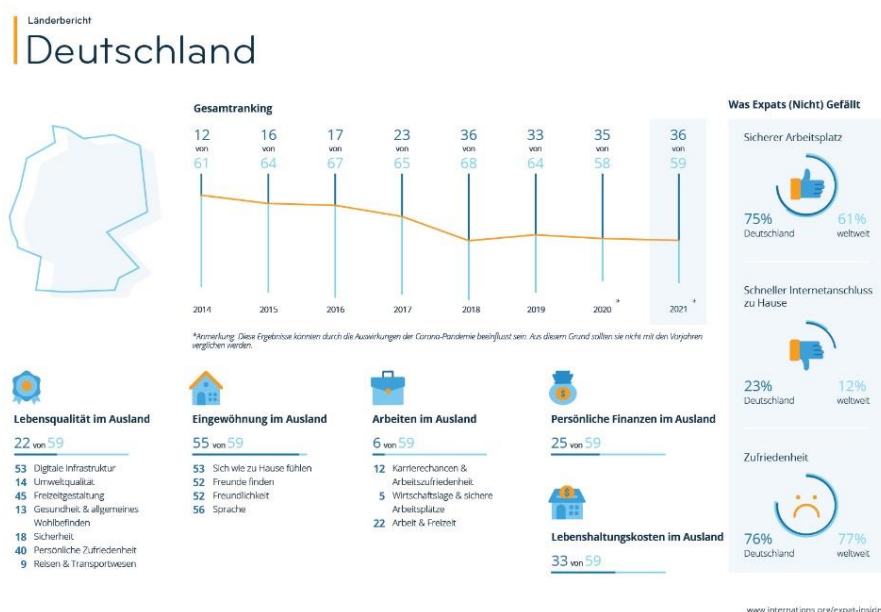 Länderbericht
Deutschland
Gesamtranking
12 von 61
16 von 64
17 von 67
23 von 65
36 von 68
33 von 64
35 von 58
36 von 59
2014 2015 2016 2017 2018 2019 2020* 2021*
*Anmerkung: Diese Ergebnisse könnten durch die Auswirkungen der Corona-Pandemie beeinflusst sein. Aus diesem Grund sollten sie nicht mit den Vorjahren
verglichen werden.
Lebensqualität im Ausland
22 von 59
53 Digitale Infrastruktur
14 Umweltqualität
45 Freizeitgestaltung
13 Gesundheit & allgemeines
Wohlbefinden
18 Sicherheit
40 Persönliche Zufriedenheit
9 Reisen & Transportwesen
Eingewöhnung im Ausland
55 von 59
53 Sich wie zu Hause fühlen
52 Freunde finden
52 Freundlichkeit
56 Sprache
Arbeiten im Ausland
6 von 59
12 Karrierechancen &
Arbeitszufriedenheit
5 Wirtschaftslage & sichere
Arbeitsplätze
22 Arbeit & Freizeit
Persönliche Finanzen im Ausland
25 von 59
Lebenshaltungskosten im Ausland
33 von 59
Was Expats (Nicht) Gefällt
Sicherer Arbeitsplatz
75% 61%
Deutschland weltweit
Schneller Internetanschluss
zu Hause
23% 12%
Deutschland weltweit
Zufriedenheit
76% 77%
Deutschland weltweit
www.internations.org/expat-inside